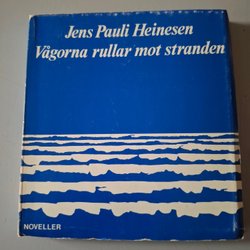 Jens Pauli Heinesen
Vågorna rullar mot stranden
NOVELLER